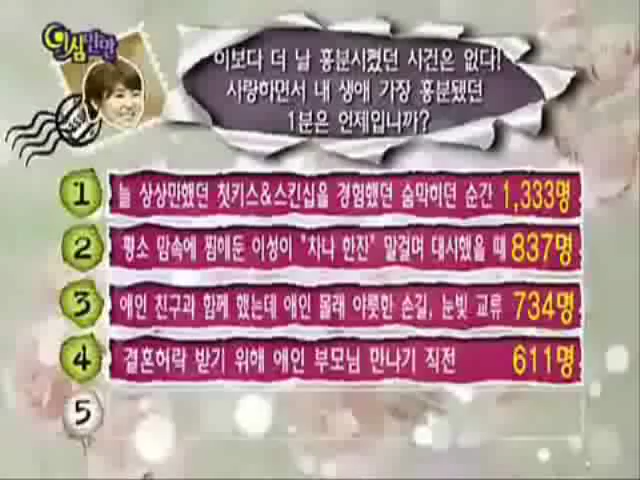 야심만만
이보다 더 날 흥분시켰던 사건은 없다!
사랑하면서 내 생애 가장 흥분됐던
1분은 언제입니까?
1 늘 상상만했던 첫키스&스킨십을 경험했던 숨막히던 순간 1,333명
2 평소 맘속에 찜해둔 이성이 "차나 한잔" 말걸며 대시했을 때 837명
3 애인 친구과 함께 했는데 애인 몰래 야릇한 손길, 눈빛 교류 734명
4 결혼허락 받기 위해 애인 부모님 만나기 직전 611명
5